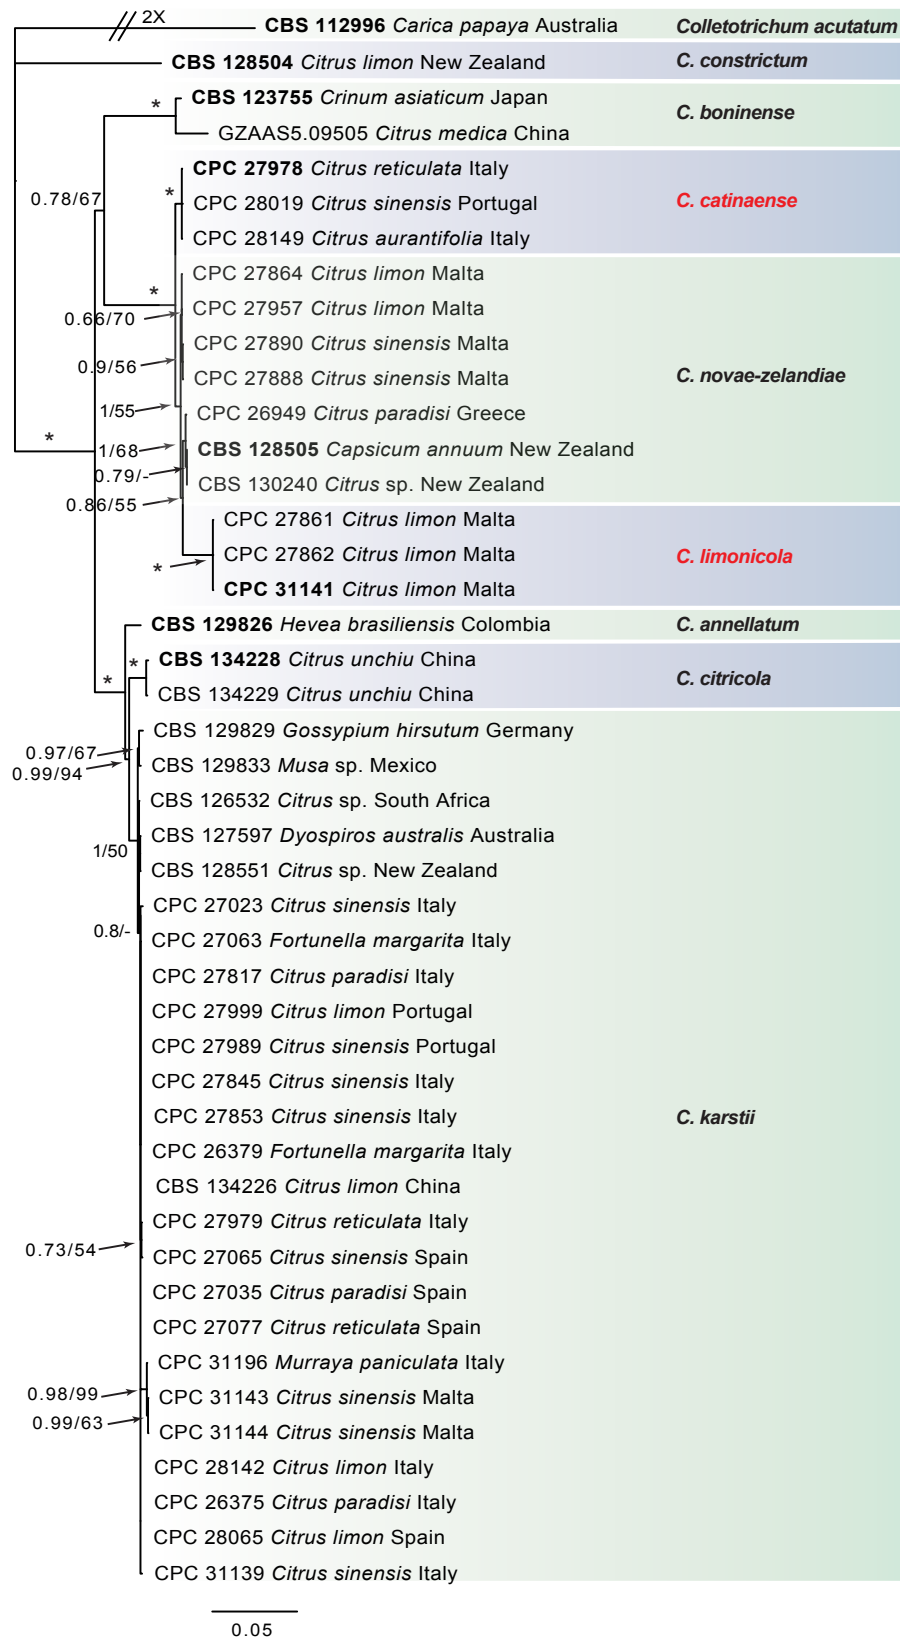 2X
CBS 112996 Carica papaya Australia Colletotrichum acutatum
CBS 128504 Citrus limon New Zealand C. constrictum
CBS 123755 Crinum asiaticum Japan
*
C. boninense
GZAAS5.09505 Citrus medica China
CPC 27978 Citrus reticulata Italy
*
0.78/67
CPC 28019 Citrus sinensis Portugal C. catinaense
CPC 28149 Citrus aurantifolia Italy
CPC 27864 Citrus limon Malta
*
CPC 27957 Citrus limon Malta
0.66/70
CPC 27890 Citrus sinensis Malta
0.9/56
CPC 27888 Citrus sinensis Malta C. novae-zelandiae
1/55
CPC 26949 Citrus paradisi Greece
*
1/68
CBS 128505 Capsicum annuum New Zealand
0.79/-
CBS 130240 Citrus sp. New Zealand
0.86/55
CPC 27861 Citrus limon Malta
CPC 27862 Citrus limon Malta C. limonicola
*
CPC 31141 Citrus limon Malta
CBS 129826 Hevea brasiliensis Colombia C. annellatum
CBS 134228 Citrus unchiu China
*
*
C. citricola
CBS 134229 Citrus unchiu China
CBS 129829 Gossypium hirsutum Germany
0.97/67
CBS 129833 Musa sp. Mexico
0.99/94
CBS 126532 Citrus sp. South Africa
CBS 127597 Dyospiros australis Australia
1/50
CBS 128551 Citrus sp. New Zealand
CPC 27023 Citrus sinensis Italy
0.8/-
CPC 27063 Fortunella margarita Italy
CPC 27817 Citrus paradisi Italy
CPC 27999 Citrus limon Portugal
CPC 27989 Citrus sinensis Portugal
CPC 27845 Citrus sinensis Italy
CPC 27853 Citrus sinensis Italy C. karstii
CPC 26379 Fortunella margarita Italy
CBS 134226 Citrus limon China
CPC 27979 Citrus reticulata Italy
0.73/54
CPC 27065 Citrus sinensis Spain
CPC 27035 Citrus paradisi Spain
CPC 27077 Citrus reticulata Spain
CPC 31196 Murraya paniculata Italy
0.98/99
CPC 31143 Citrus sinensis Malta
0.99/63
CPC 31144 Citrus sinensis Malta
CPC 28142 Citrus limon Italy
CPC 26375 Citrus paradisi Italy
CPC 28065 Citrus limon Spain
CPC 31139 Citrus sinensis Italy
0.05